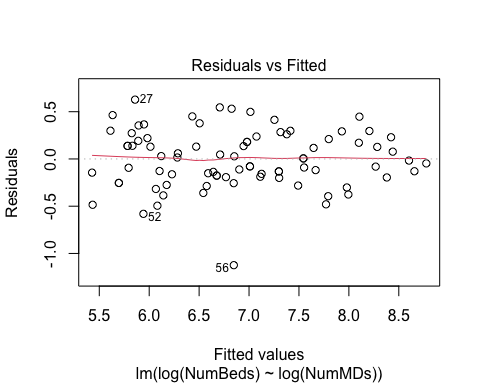 Residuals vs Fitted
Residuals
0.5
0.0
-0.5
-1.0
27
52
56
5.5 6.0 6.5 7.0 7.5 8.0 8.5
Fitted values
lm(log(NumBeds) ~ log(NumMDs))